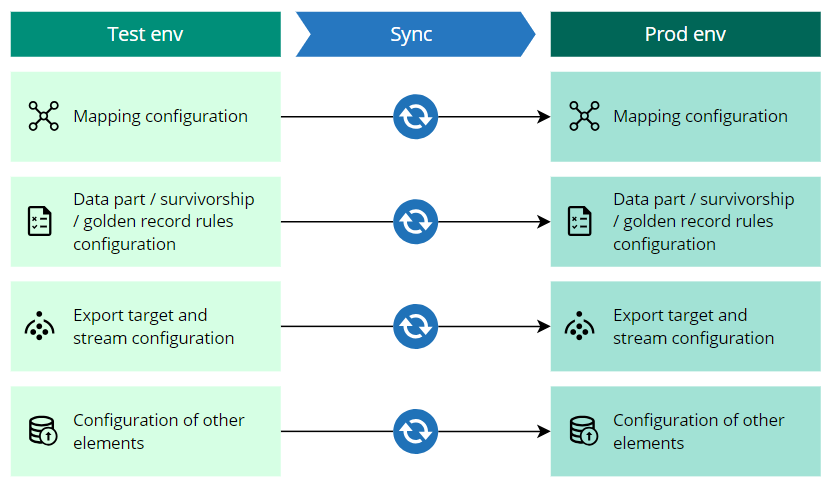 Test env
Sync
Prod env
Mapping configuration
Mapping configuration
Data part / survivorship
/ golden record rules
configuration
Data part / survivorship
/ golden record rules
configuration
Export target and
stream configuration
Export target and
stream configuration
Configuration of other
elements
Configuration of other
elements